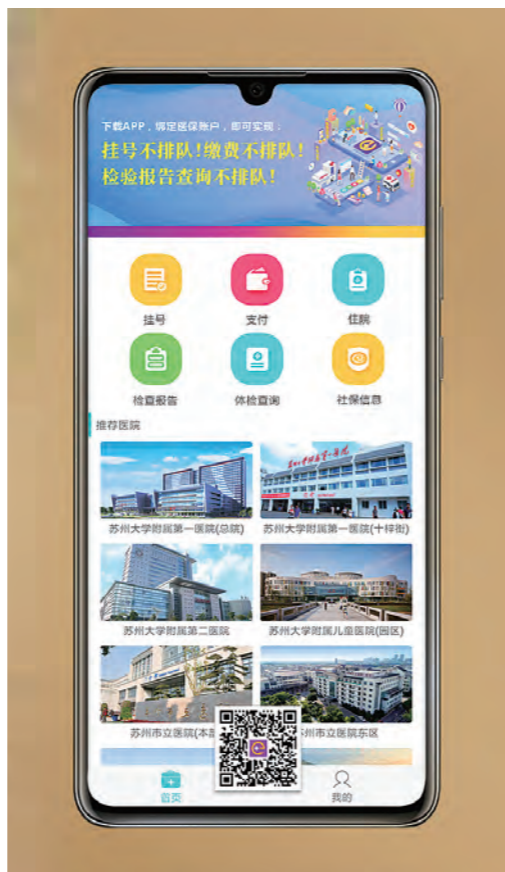 下载APP，绑定医保账户，即可实现：
挂号不排队！缴费不排队！
检验报告查询不排队！
挂号
支付
住院
检查报告
体检查询
社保信息
推荐医院
苏州大学附属第一医院(总院)
苏州大学附属第一医院(十梓街)
苏州大学附属第二医院
苏州大学附属儿童医院(园区)
苏州市立医院(本
州市立医院东区
首页
我的